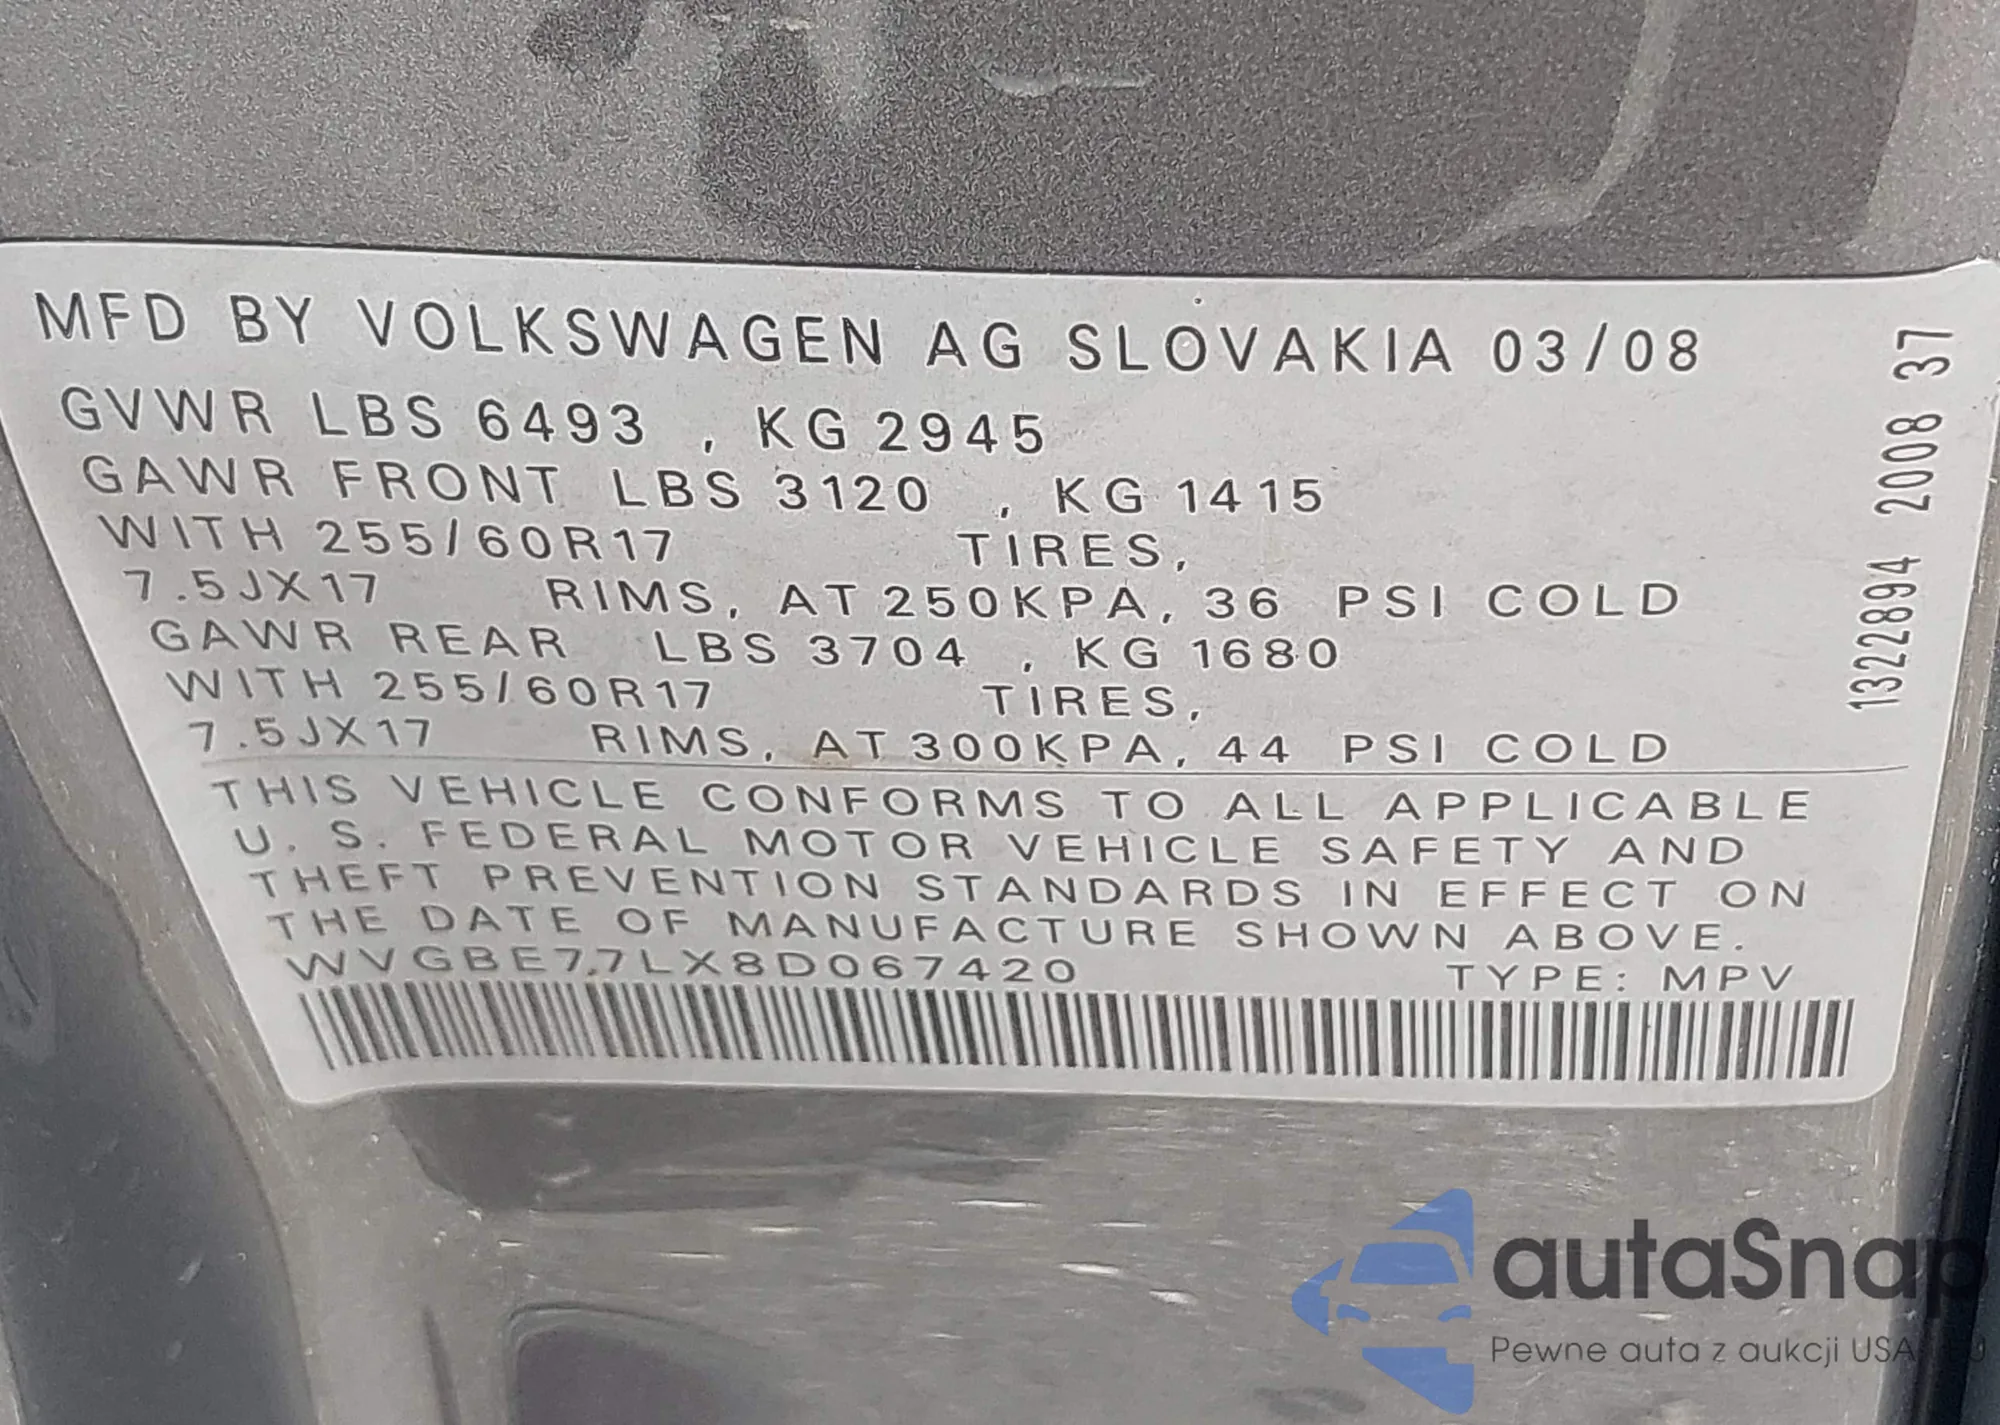 MFD BY VOLKSWAGEN AG SLOVAKIA 03/08
GVWR LBS 6493 , KG 2945
GAWR FRONT LBS 3120 , KG 1415
WITH 255/60R17 TIRES,
7.5JX17 RIMS, AT 250KPA, 36 PSI COLD
GAWR REAR LBS 3704 , KG 1680
WITH 255/60R17 TIRES,
7.5JX17 RIMS, AT 300KPA, 44 PSI COLD
THIS VEHICLE CONFORMS TO ALL APPLICABLE
U. S. FEDERAL MOTOR VEHICLE SAFETY AND
THEFT PREVENTION STANDARDS IN EFFECT ON
THE DATE OF MANUFACTURE SHOWN ABOVE.
WVGBE77LX8D067420 TYPE: MPV
1322894 2008 37
autaSnap
Pewne auta z aukcji USA